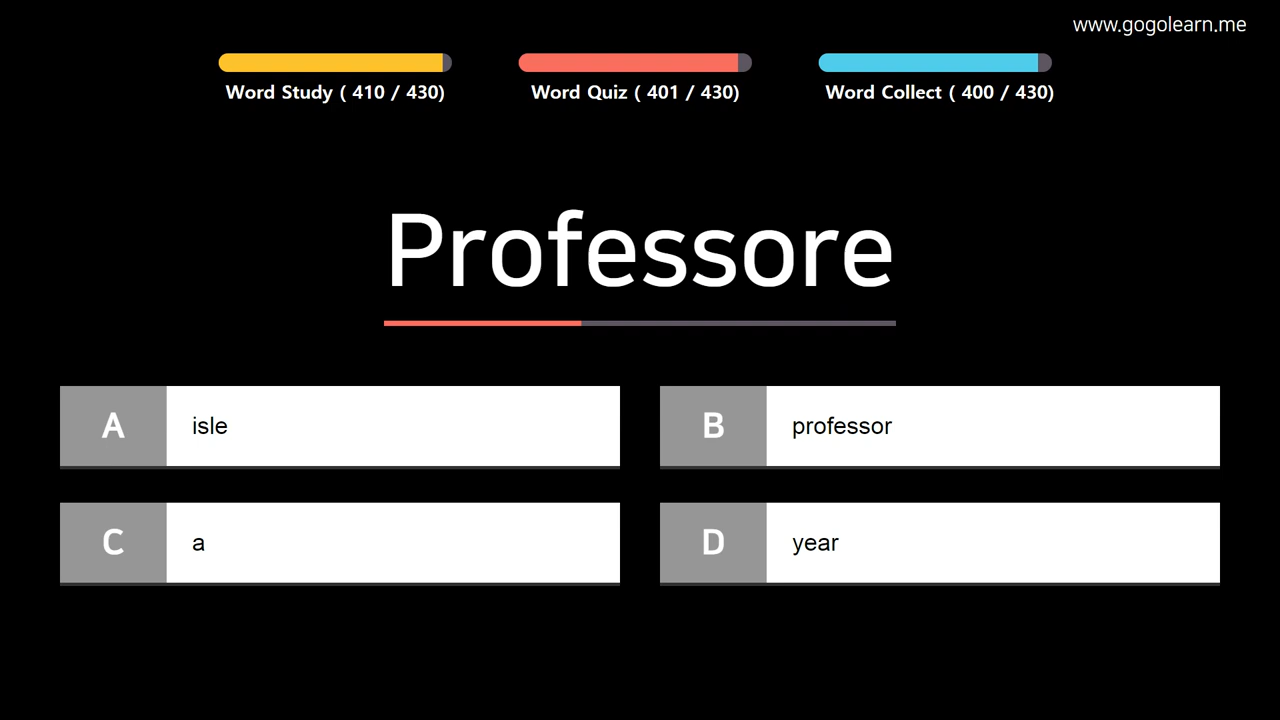 www.gogolearn.me
Word Study ( 410 / 430)
Word Quiz ( 401 / 430)
Word Collect ( 400 / 430)
Professore
A isle
B professor
C a
D year